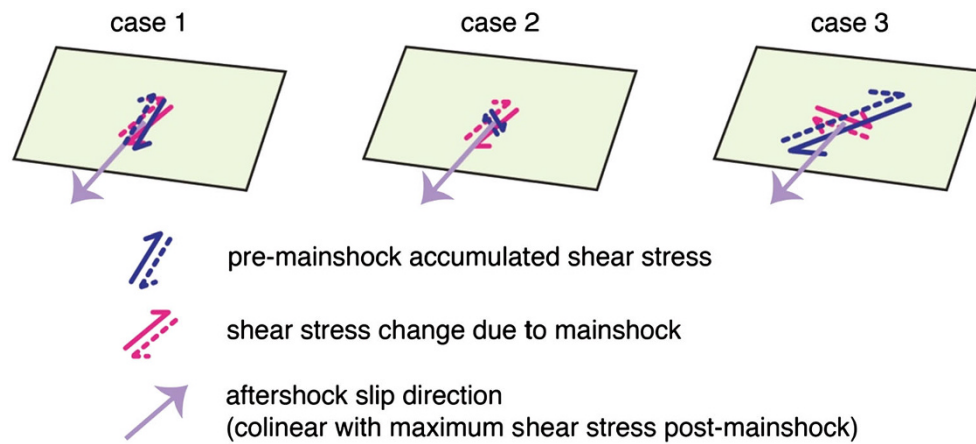 case 1
case 2
case 3
pre-mainshock accumulated shear stress
shear stress change due to mainshock
aftershock slip direction
(colinear with maximum shear stress post-mainshock)